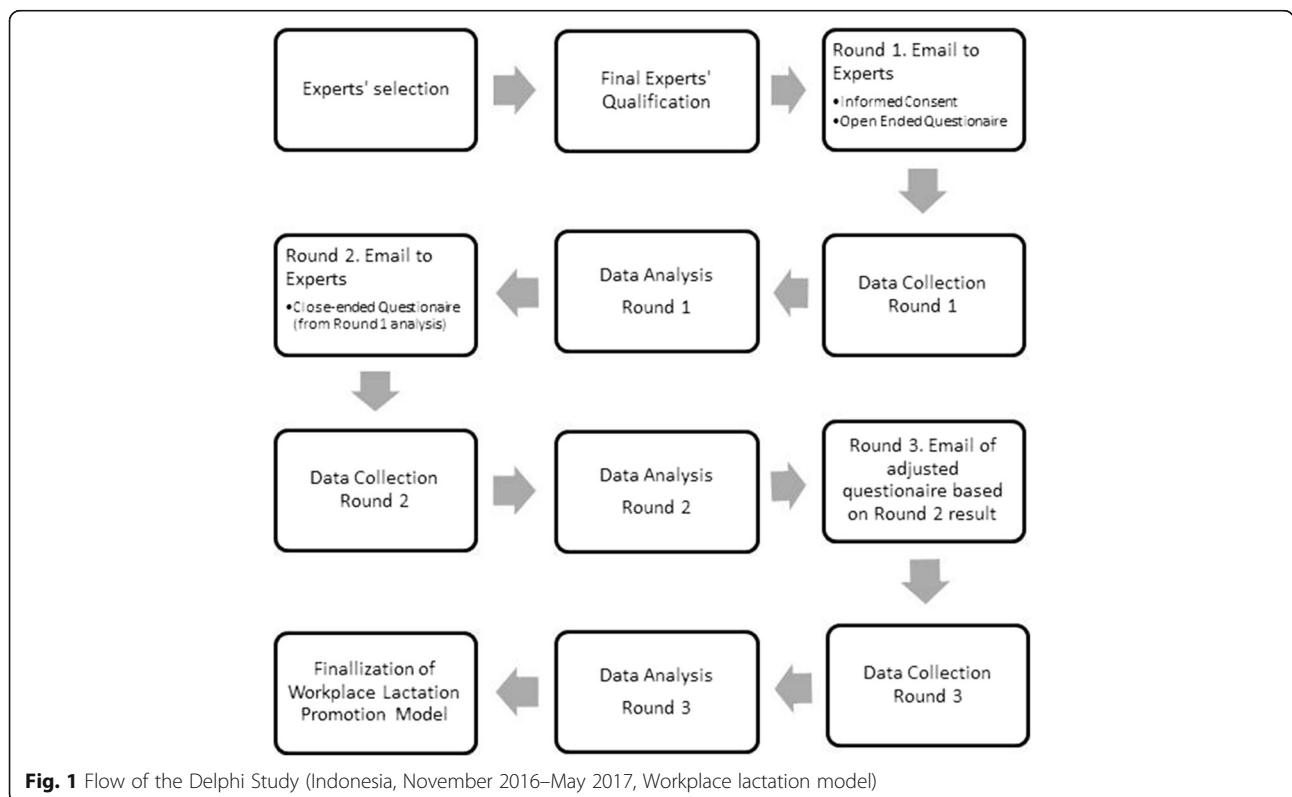 Experts' selection
Final Experts'
Qualification
Round 1. Email to
Experts
•Informed Consent
•Open Ended Questionaire
Round 2. Email to
Experts
•Close-ended Questionaire
(from Round 1 analysis)
Data Analysis
Round 1
Data Collection
Round 1
Data Collection
Round 2
Data Analysis
Round 2
Round 3. Email of
adjusted
questionaire based
on Round 2 result
Finallization of
Workplace Lactation
Promotion Model
Data Analysis
Round 3
Data Collection
Round 3
Fig. 1 Flow of the Delphi Study (Indonesia, November 2016–May 2017, Workplace lactation model)